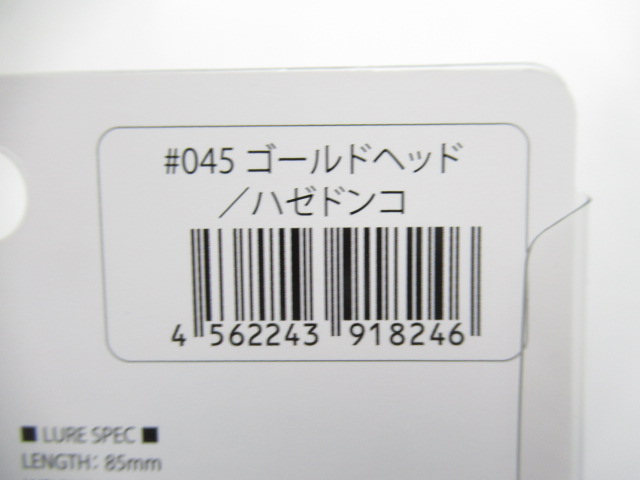 #045 ゴールドヘッド
／ハゼドンコ
4 562243 918246
■ LURE SPEC ■
LENGTH: 85mm